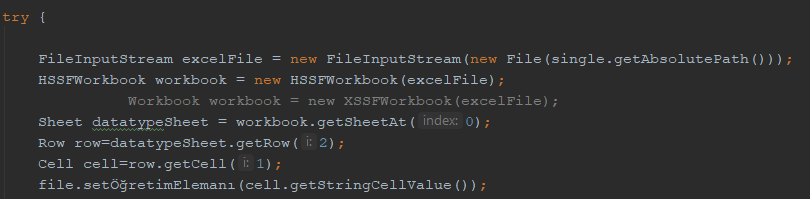 try {
FileInputStream excelFile = new FileInputStream(new File(single.getAbsolutePath()));
HSSFWorkbook workbook = new HSSFWorkbook(excelFile);
Workbook workbook = new XSSFWorkbook(excelFile);
Sheet datatypeSheet = workbook.getSheetAt( index: 0);
Row row=datatypeSheet.getRow( i: 2);
Cell cell=row.getCell( i: 1);
file.setÖğretimElemanı(cell.getStringCellValue());